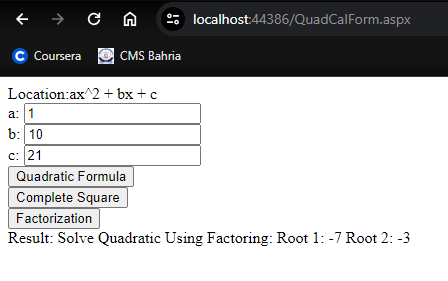 localhost:44386/QuadCalForm.aspx
Coursera CMS Bahria
Location:ax^2 + bx + c
a: 1
b: 10
c: 21
Quadratic Formula
Complete Square
Factorization
Result: Solve Quadratic Using Factoring: Root 1: -7 Root 2: -3